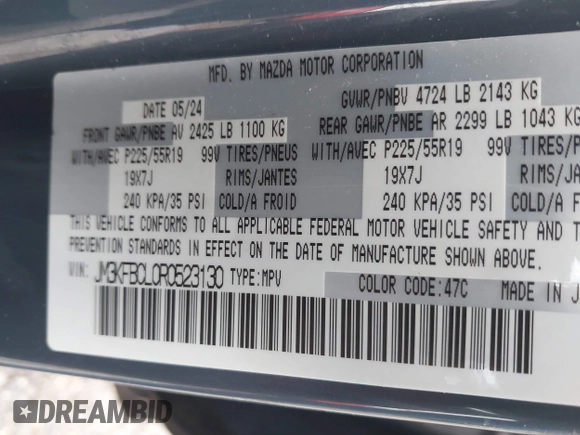 MFD. BY MAZDA MOTOR CORPORATION
DATE 05/24 GVWR/PNBV 4724 LB 2143 KG
FRONT GAWR/PNBE AV 2425 LB 1100 KG REAR GAWR/PNBE AR 2299 LB 1043 KG
WITH/AVEC P225/55R19 99V TIRES/PNEUS WITH/AVEC P225/55R19 99V TIRES/P
19X7J RIMS/JANTES 19X7J RIMS/J
240 KPA/35 PSI COLD/A FROID 240 KPA/35 PSI COLD/A
THIS VEHICLE CONFORMS TO ALL APPLICABLE FEDERAL MOTOR VEHICLE SAFETY AND T
PREVENTION STANDARDS IN EFFECT ON THE DATE OF MANUFACTURE SHOWN ABOVE.
VIN: JM3KFBCL0R0523130 TYPE:MPV COLOR CODE:47C MADE IN J
DREAMBID